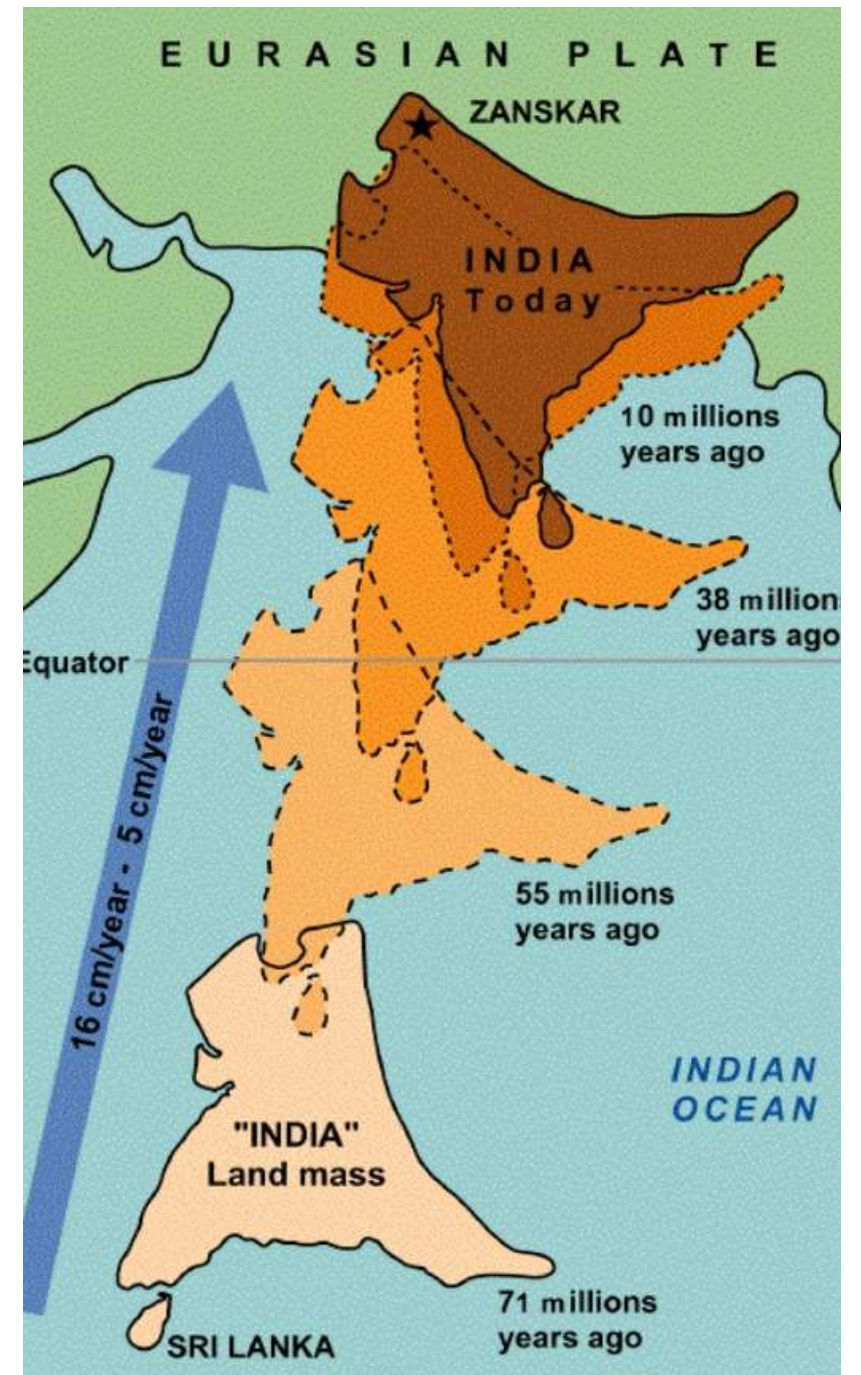 EURASIAN PLATE
ZANSKAR
INDIA
Today
10 millions
years ago
38 million
years ago
Equator
16 cm/year - 5 cm/year
55 millions
years ago
INDIAN
OCEAN
"INDIA"
Land mass
71 millions
years ago
SRI LANKA